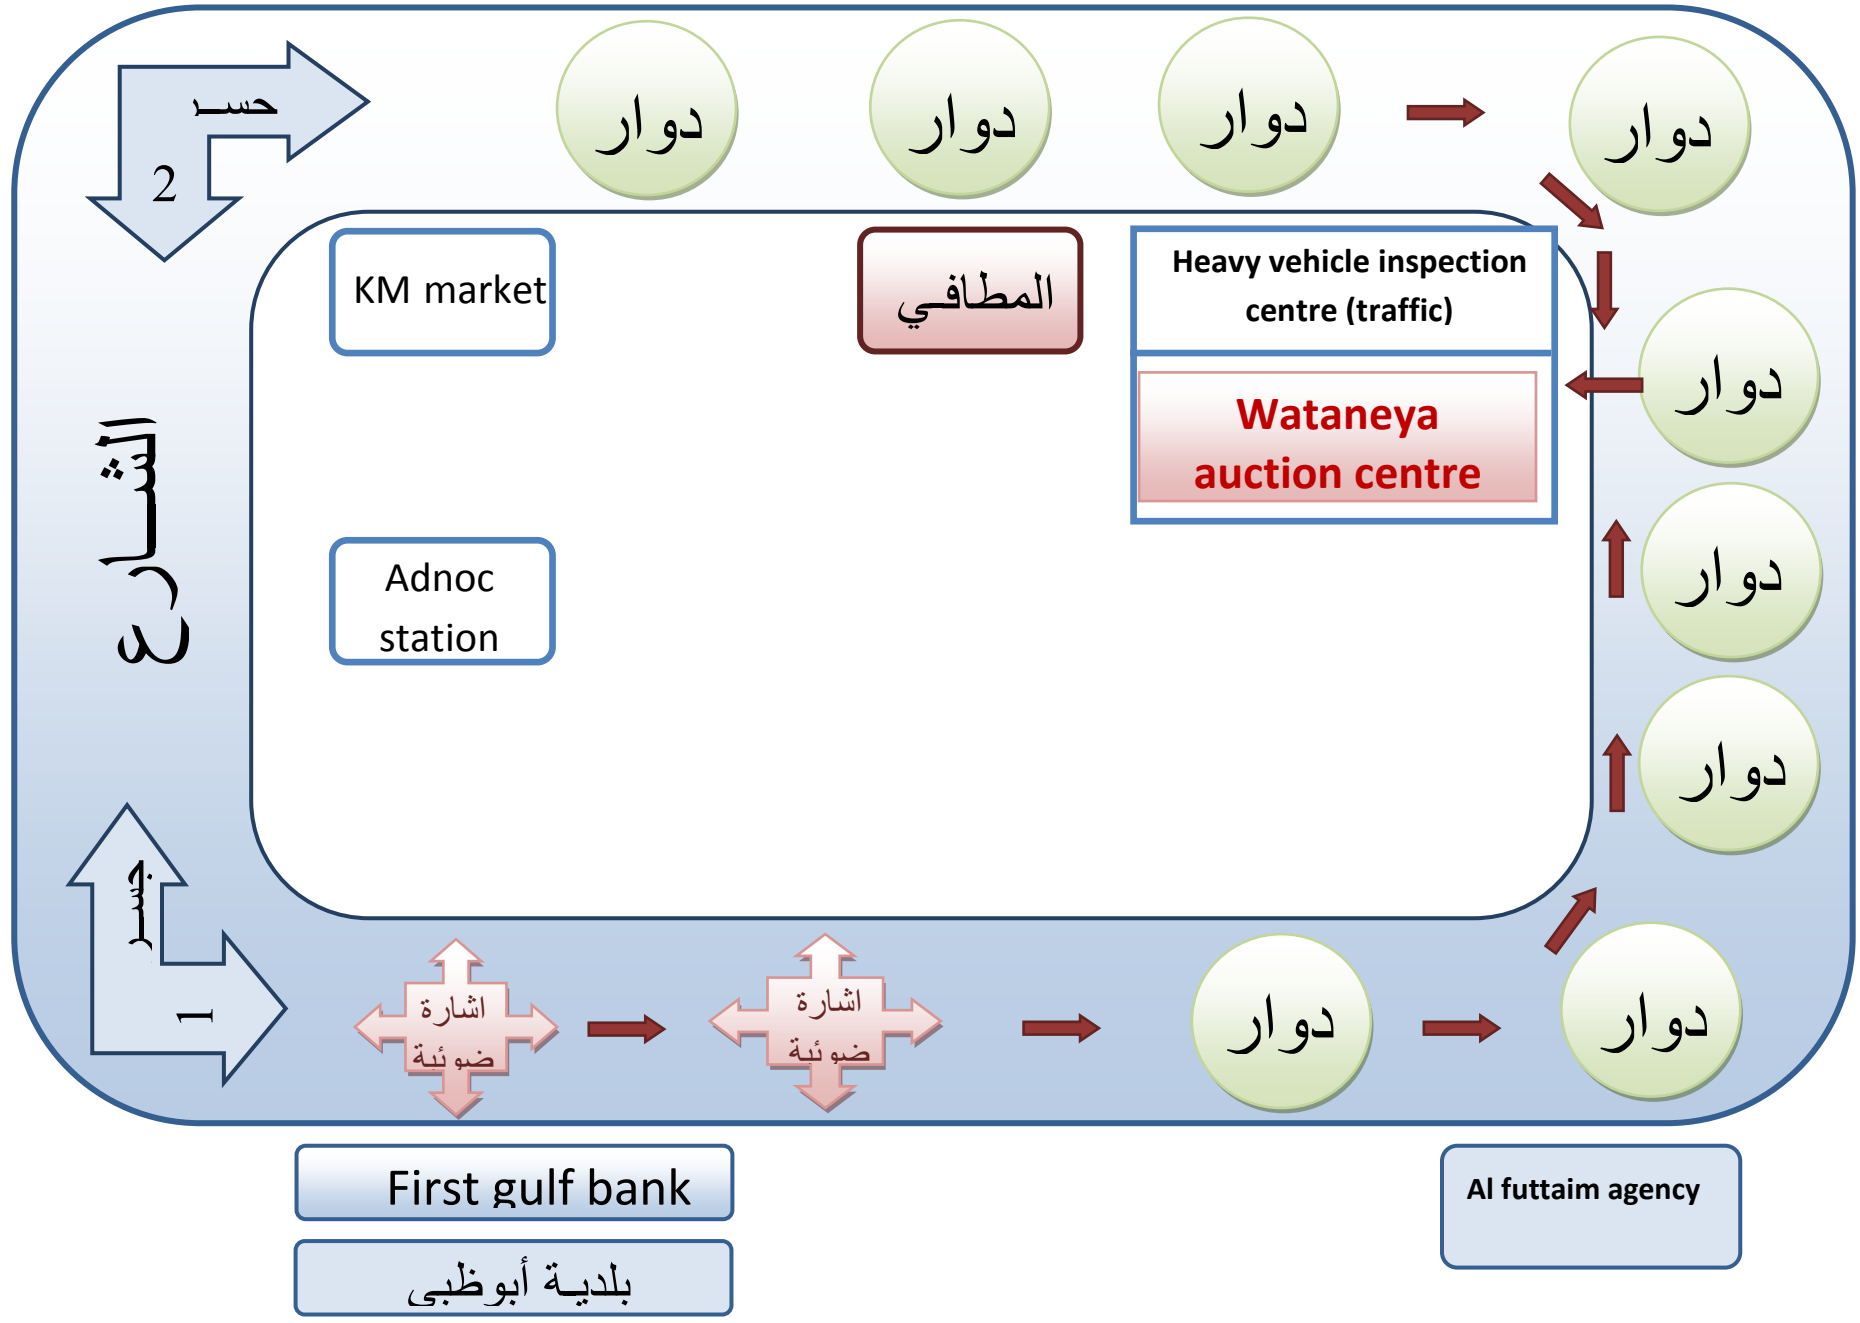 حسر
2
دوار
دوار
دوار
دوار
KM market
المطافي
Heavy vehicle inspection
centre (traffic)
دوار
Wataneya
auction centre
الشارع
دوار
Adnoc
station
دوار
جسر
1
اشارة
ضوئية
اشارة
ضوئية
دوار
دوار
First gulf bank
Al futtaim agency
بلدية أبوظبي